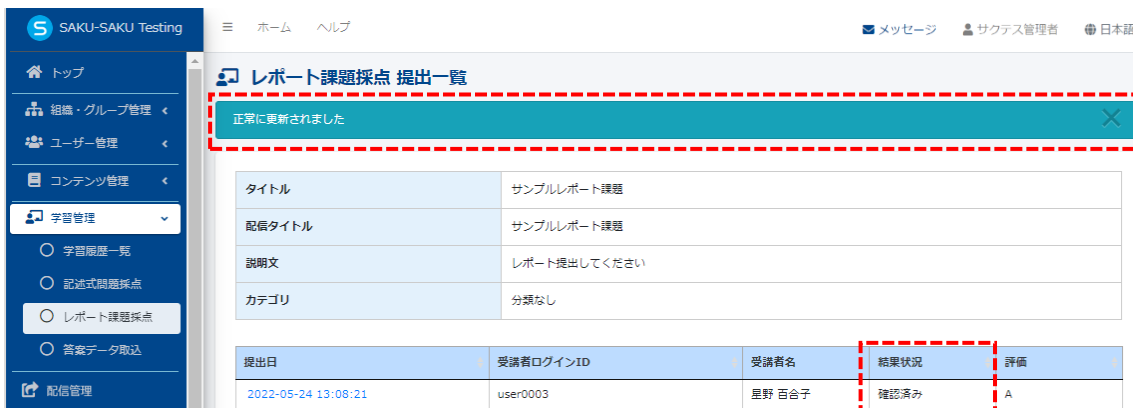 S SAKU-SAKU Testing
ホーム ヘルプ
メッセージ サクテス管理者 日本語
トップ
組織・グループ管理
ユーザー管理
コンテンツ管理
学習管理
学習履歴一覧
記述式問題採点
レポート課題採点
答案データ取込
配信管理
レポート課題採点 提出一覧
正常に更新されました
タイトル サンプルレポート課題
配信タイトル サンプルレポート課題
説明文 レポート提出してください
カテゴリ 分類なし
提出日 受講者ログインID 受講者名 結果状況 評価
2022-05-24 13:08:21 user0003 星野 百合子 確認済み A